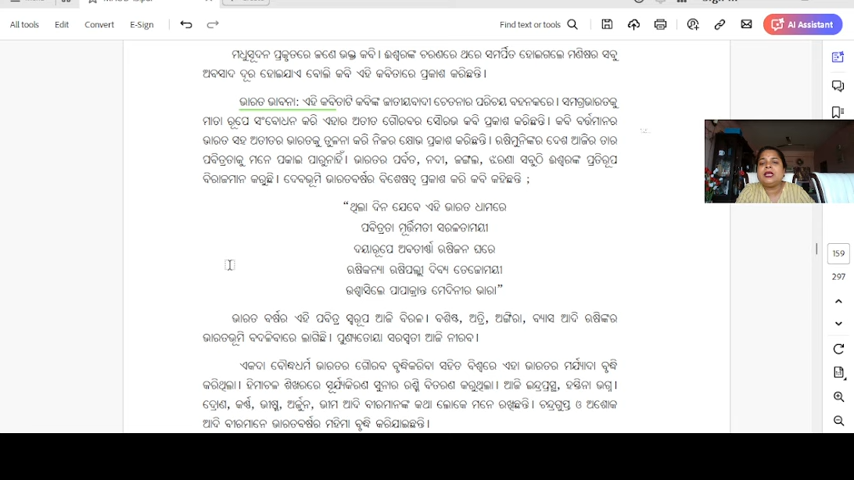 All tools
Edit
Convert
E-Sign
Find text or tools
AI Assistant
ମଧୁସୂଦନ ପ୍ରକୃତରେ ଜଣେ ଭକ୍ତ କବି। ଈଶ୍ୱରଙ୍କ ଚରଣରେ ଥରେ ସମର୍ପିତ ହୋଇଗଲେ ମଣିଷର ସବୁ
ଅବସାଦ ଦୂର ହୋଇଯାଏ ବୋଲି କବି ଏହି କବିତାରେ ପ୍ରକାଶ କରିଛନ୍ତି।
ଭାରତ ଭାବନା: ଏହି କବିତାଟି କବିଙ୍କ ଜାତୀୟବାଦୀ ଚେତନାର ପରିଚୟ ବହନକରେ। ସମଗ୍ରଭାରତକୁ
ମାତା ରୂପେ ସଂବୋଧନ କରି ଏହାର ଅତୀତ ଗୌରବର ସୌରଭ କବି ପ୍ରକାଶ କରିଛନ୍ତି। କବି ବର୍ତ୍ତମାନର
ଭାରତ ସହ ଅତୀତର ଭାରତକୁ ତୁଳନା କରି ନିଜର କ୍ଷୋଭ ପ୍ରକାଶ କରିଛନ୍ତି। ଋଷିମୁନିଙ୍କର ଦେଶ ଆଜିର ତାର
ପବିତ୍ରତାକୁ ମନେ ପକାଇ ପାରୁନାହିଁ। ଭାରତର ପର୍ବତ, ନଦୀ, ଜଙ୍ଗଲ, ଝରଣା ସବୁଠି ଈଶ୍ୱରଙ୍କ ପ୍ରତିରୂପ
ବିରାଜମାନ କରୁଛି। ଦେବଭୂମି ଭାରତବର୍ଷର ବିଶେଷତ୍ୱ ପ୍ରକାଶ କରି କବି କହିଛନ୍ତି ;
“ଥିଲା ଦିନ ଯେବେ ଏହି ଭାରତ ଧାମରେ
ପବିତ୍ରତା ମୂର୍ତ୍ତିମତୀ ସରଳତାମୟୀ
ଦୟାରୂପେ ଅବତୀର୍ଣ୍ଣା ଋଷିଜନ ଘରେ
ଋଷିକନ୍ୟା ଋଷିପତ୍ନୀ ଦିବ୍ୟ ତେଜୋମୟୀ
ଉଶ୍ୱାସିଲେ ପାପାକ୍ରାନ୍ତ ମେଦିନୀର ଭାରା”
ଭାରତ ବର୍ଷର ଏହି ପବିତ୍ର ସ୍ୱରୂପ ଆଜି ବିରଳ। ବଶିଷ୍ଠ, ଅତ୍ରି, ଅଙ୍ଗିରା, ବ୍ୟାସ ଆଦି ଋଷିଙ୍କର
ଭାରତଭୂମି ବଦଳିବାରେ ଲାଗିଛି। ପୁଣ୍ୟତୋୟା ସରସ୍ୱତୀ ଆଜି ନୀରବ।
ଏକଦା ବୌଦ୍ଧଧର୍ମ ଭାରତର ଗୌରବ ବୃଦ୍ଧିକରିବା ସହିତ ବିଶ୍ୱରେ ଏହା ଭାରତର ମର୍ଯ୍ୟାଦା ବୃଦ୍ଧି
କରିଥିଲା। ହିମାଚଳ ଶିଖରରେ ସୂର୍ଯ୍ୟକିରଣ ସୁନାର ରଶ୍ମି ବିତରଣ କରୁଥିଲା। ଆଜି ଇନ୍ଦ୍ରପ୍ରସ୍ଥ, ହସ୍ତିନା ଭଗ୍ନ।
ଦ୍ରୋଣ, କର୍ଣ୍ଣ, ଭୀଷ୍ମ, ଅର୍ଜୁନ, ଭୀମ ଆଦି ବୀରମାନଙ୍କ କଥା ଲୋକେ ମନେ ରଖିଛନ୍ତି। ଚନ୍ଦ୍ରଗୁପ୍ତ ଓ ଅଶୋକ
ଆଦି ବୀରମାନେ ଭାରତବର୍ଷର ମହିମା ବୃଦ୍ଧି କରିଯାଇଛନ୍ତି।
159
297